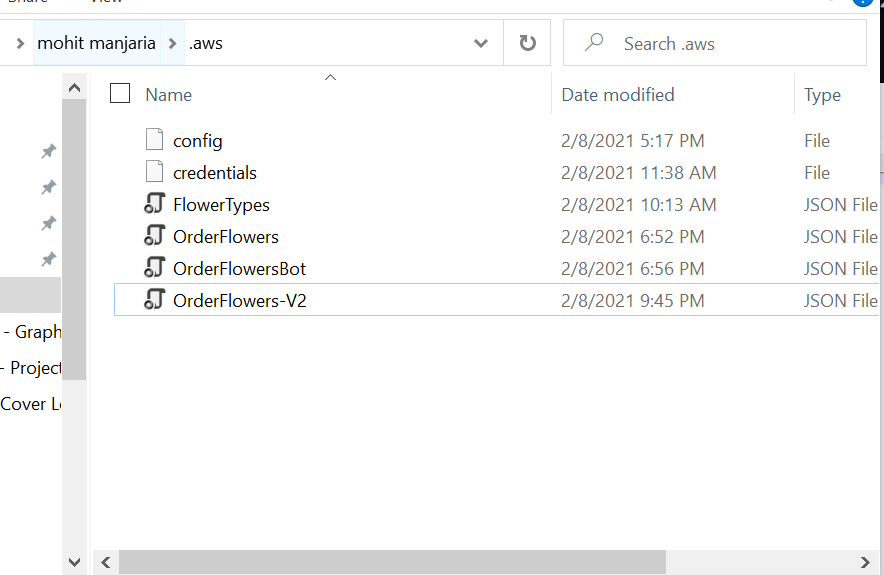 mohit manjaria .aws Search .aws
Name Date modified Type
config 2/8/2021 5:17 PM File
credentials 2/8/2021 11:38 AM File
FlowerTypes 2/8/2021 10:13 AM JSON File
OrderFlowers 2/8/2021 6:52 PM JSON File
OrderFlowersBot 2/8/2021 6:56 PM JSON File
OrderFlowers-V2 2/8/2021 9:45 PM JSON File
- Graph
- Project
Cover Le